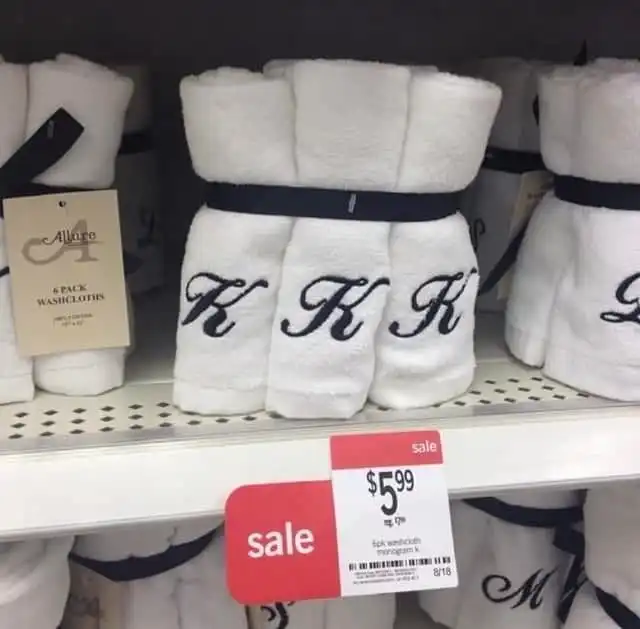 Allure
A
6 PACK
WASHCLOTHS
K K K
L
M
sale
sale
$5.99
6pk washcloth
monogram k
8/18